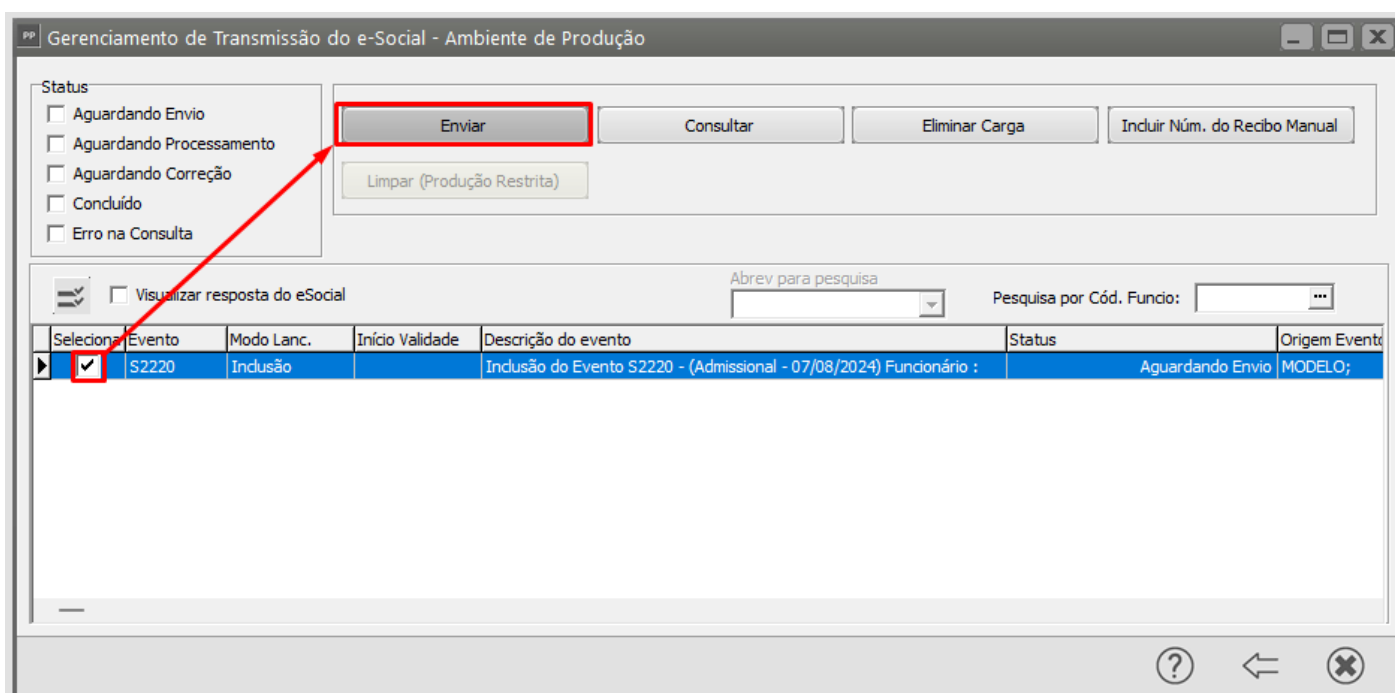 PP Gerenciamento de Transmissão do e-Social - Ambiente de Produção
Status
Aguardando Envio
Aguardando Processamento
Aguardando Correção
Concluído
Erro na Consulta
Enviar Consultar Eliminar Carga Incluir Núm. do Recibo Manual
Limpar (Produção Restrita)
Visualizar resposta do eSocial
Abrev para pesquisa
Pesquisa por Cód. Funcio: ...
Seleciona Evento Modo Lanc. Início Validade Descrição do evento Status Origem Evento
S2220 Inclusão Inclusão do Evento S2220 - (Admissional - 07/08/2024) Funcionário : Aguardando Envio MODELO;
?